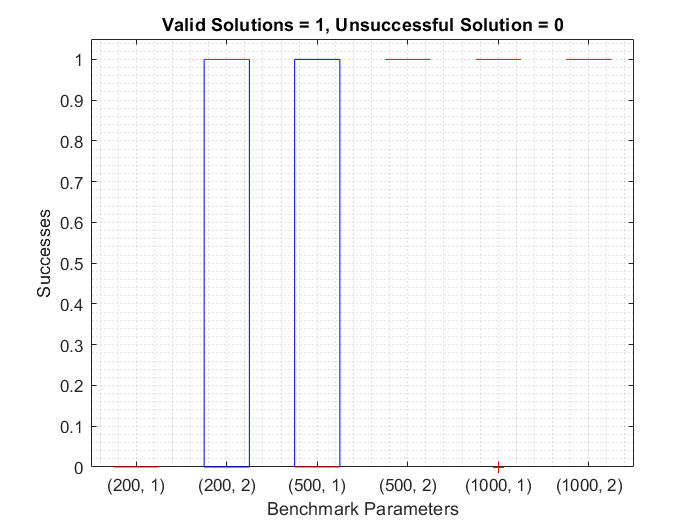 Valid Solutions = 1, Unsuccessful Solution = 0
1
0.9
0.8
0.7
0.6
0.5
0.4
0.3
0.2
0.1
0
Successes
(200, 1) (200, 2) (500, 1) (500, 2) (1000, 1) (1000, 2)
Benchmark Parameters